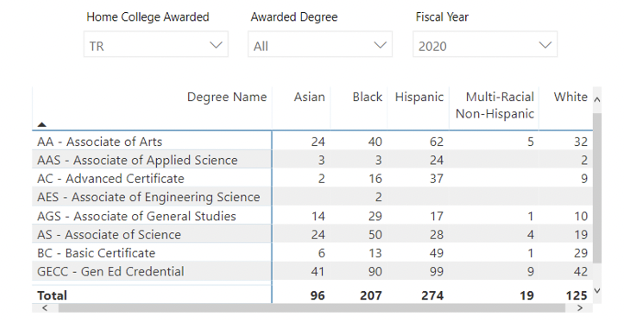 Home College Awarded Awarded Degree Fiscal Year
TR All 2020
Degree Name Asian Black Hispanic Multi-Racial Non-Hispanic White
AA - Associate of Arts 24 40 62 5 32
AAS - Associate of Applied Science 3 3 24 2
AC - Advanced Certificate 2 16 37 9
AES - Associate of Engineering Science 2
AGS - Associate of General Studies 14 29 17 1 10
AS - Associate of Science 24 50 28 4 19
BC - Basic Certificate 6 13 49 1 29
GECC - Gen Ed Credential 41 90 99 9 42
Total 96 207 274 19 125